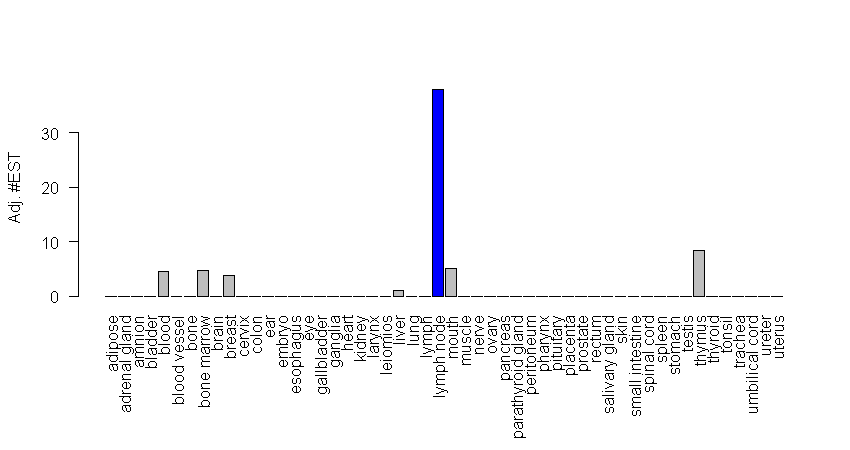 Adj. #EST
30
20
10
0
adipose
adrenal gland
amnion
bladder
blood
blood vessel
bone
bone marrow
brain
breast
cervix
colon
ear
embryo
esophagus
eye
gallbladder
ganglia
heart
kidney
larynx
leiomios
liver
lung
lymph
lymph node
mouth
muscle
nerve
ovary
pancreas
parathyroid gland
peritoneum
pharynx
pituitary
placenta
prostate
rectum
salivary gland
skin
small intestine
spinal cord
spleen
stomach
testis
thymus
thyroid
tonsil
trachea
umbilical cord
ureter
uterus